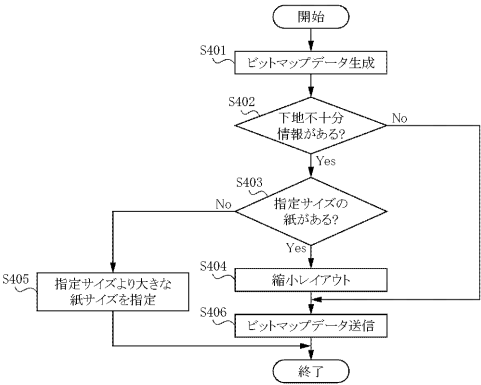 開始
S401
ビットマップデータ生成
S402
下地不十分
情報がある?
No
Yes
S403
指定サイズの
紙がある?
No
Yes
S404
縮小レイアウト
S405
指定サイズより大きな
紙サイズを指定
S406
ビットマップデータ送信
終了